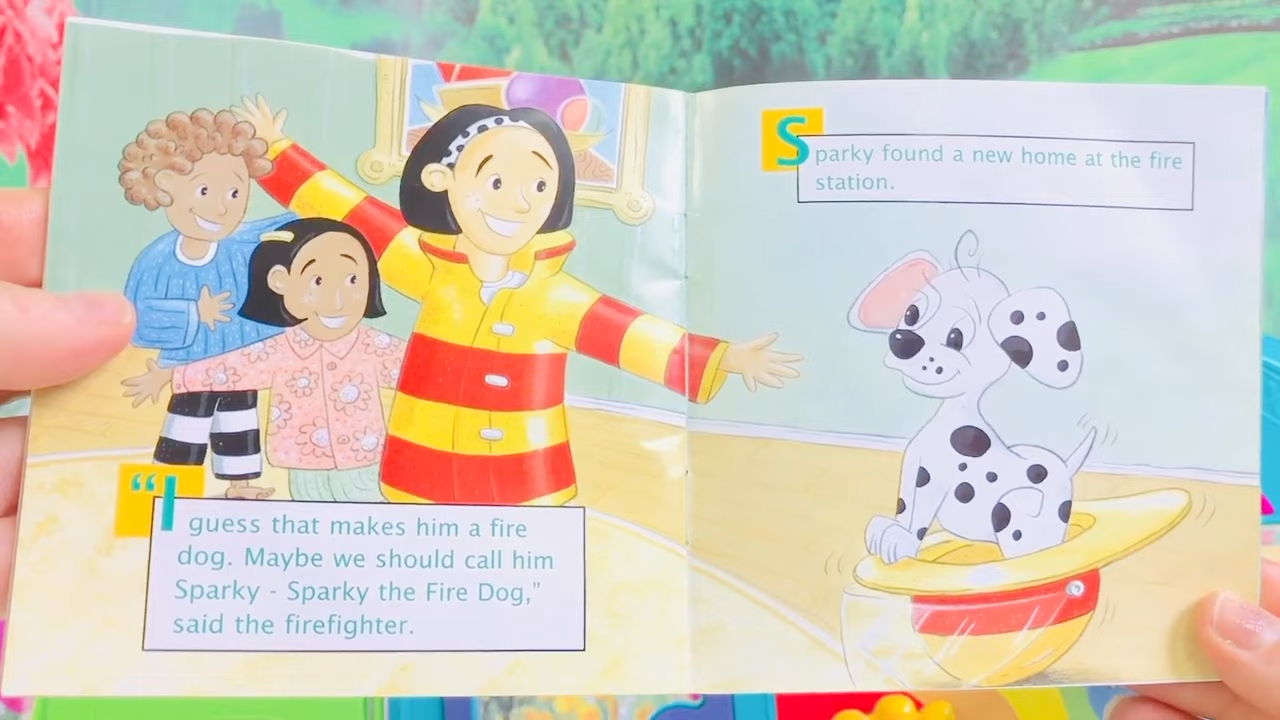 “I guess that makes him a fire
dog. Maybe we should call him
Sparky - Sparky the Fire Dog,”
said the firefighter.
Sparky found a new home at the fire
station.